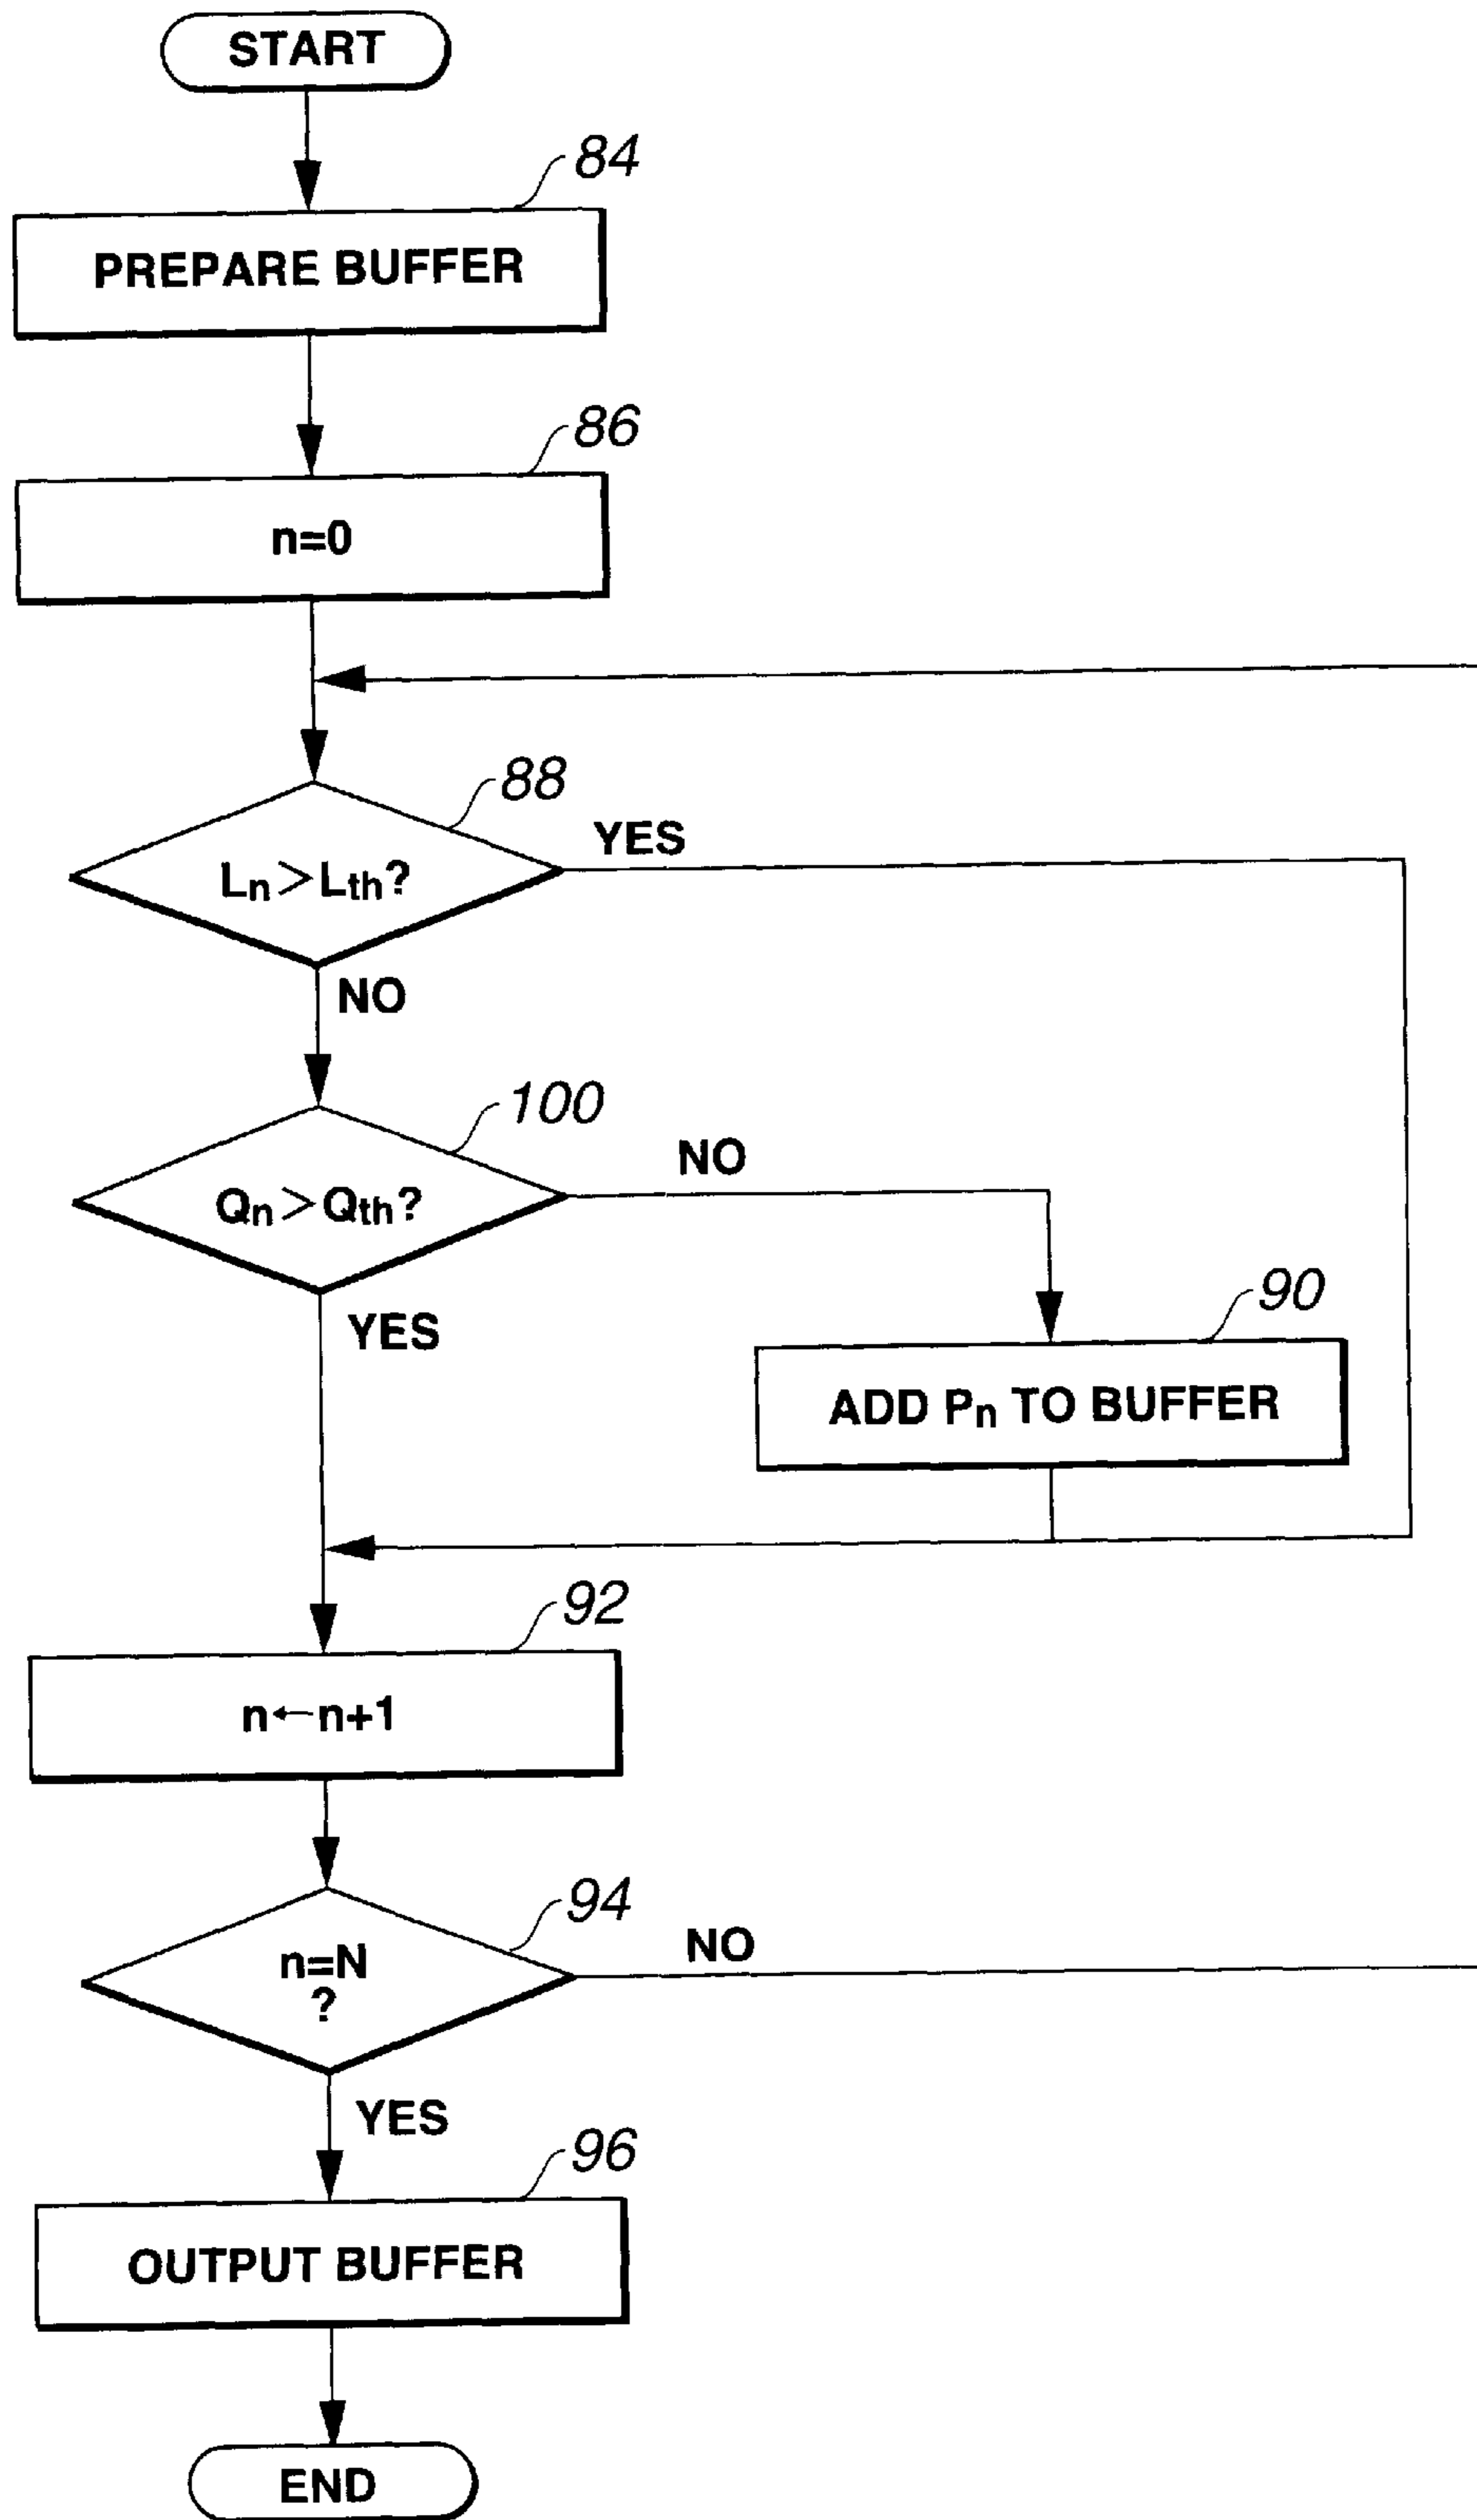 START
84
PREPARE BUFFER
86
n=0
88
YES
Ln>Lth?
NO
100
NO
Qn>Qth?
YES
90
ADD Pn TO BUFFER
92
n←n+1
94
NO
n=N
?
YES
96
OUTPUT BUFFER
END